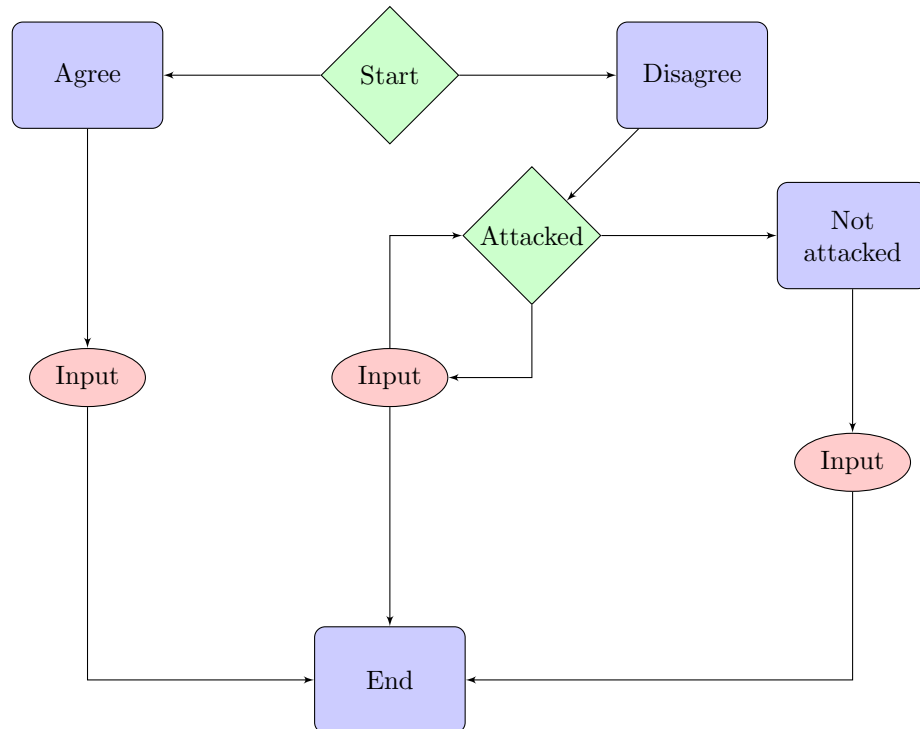 Agree
Start
Disagree
Attacked
Not
attacked
Input
Input
Input
End